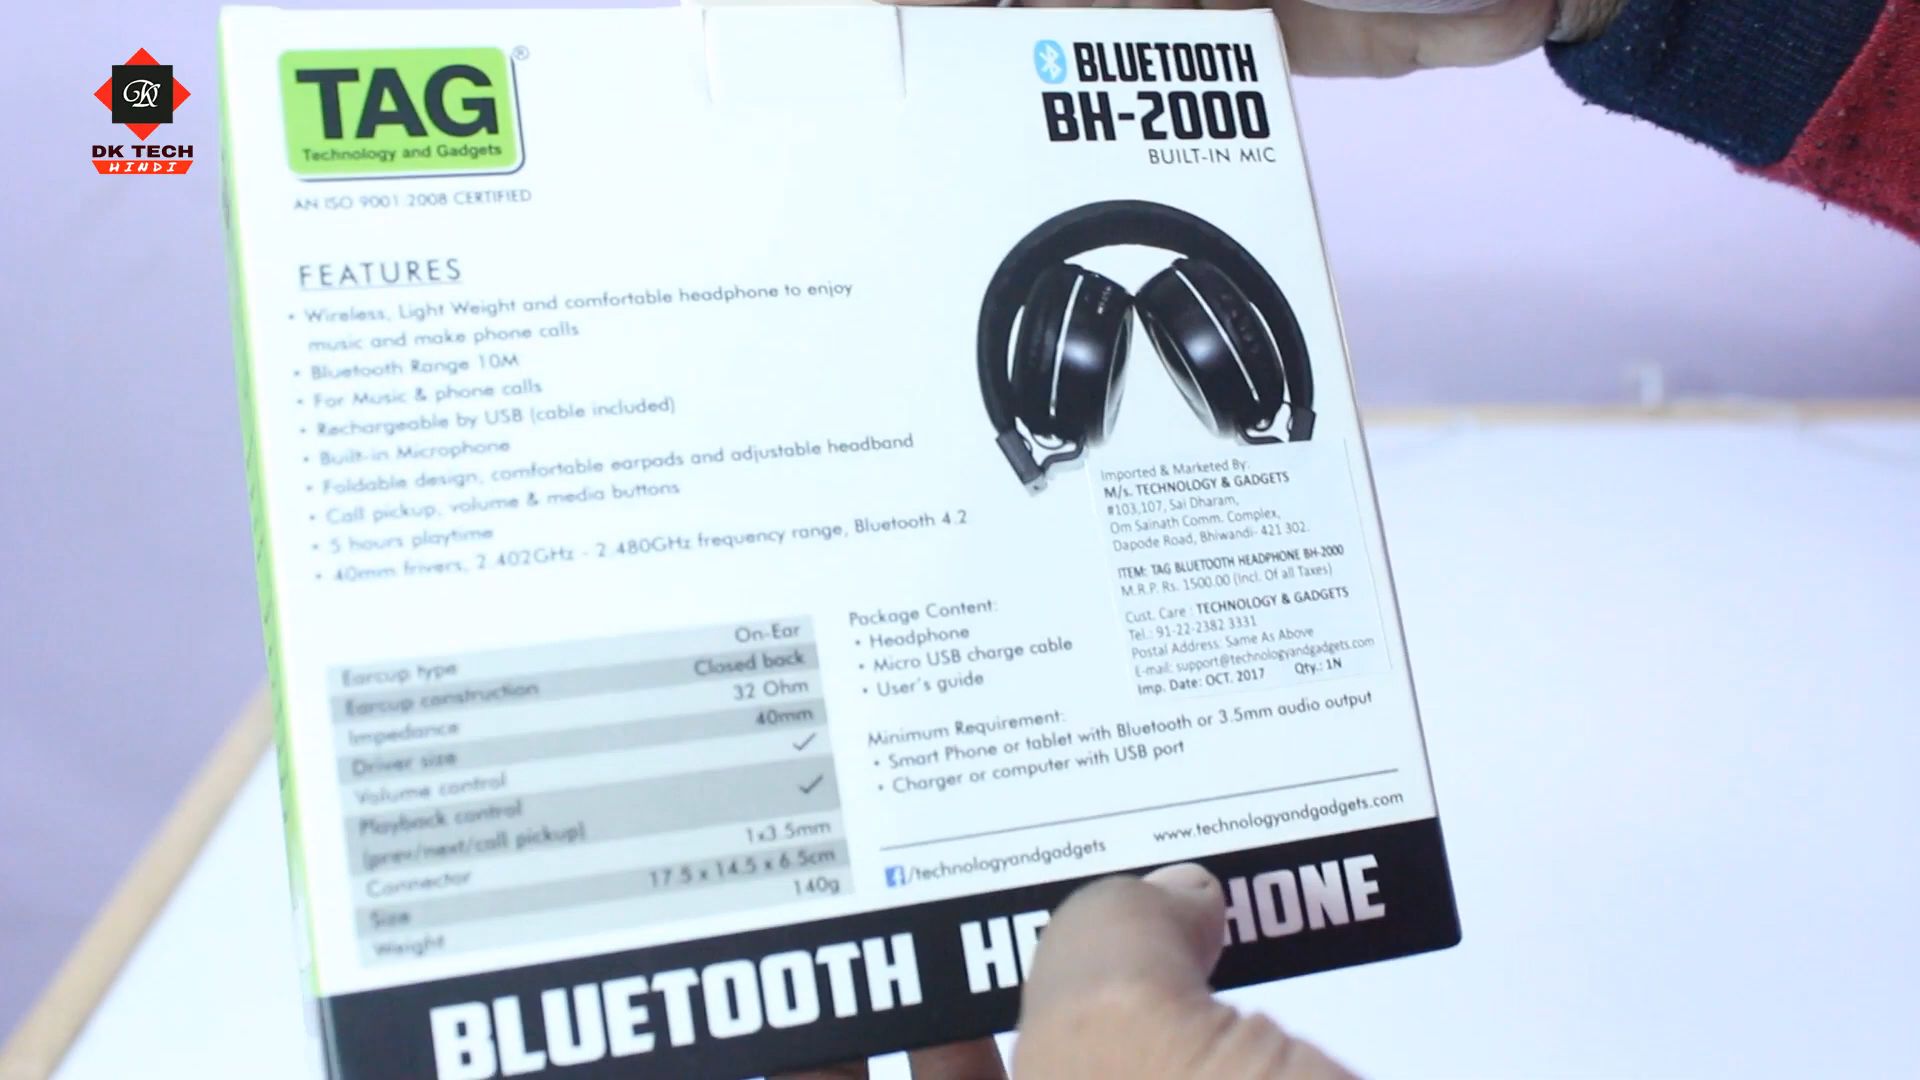 DK TECH
HINDI
TAG®
Technology and Gadgets
AN ISO 9001:2008 CERTIFIED
BLUETOOTH
BH-2000
BUILT-IN MIC
FEATURES
• Wireless, Light Weight and comfortable headphone to enjoy
music and make phone calls
• Bluetooth Range 10M
• For Music & phone calls
• Rechargeable by USB (cable included)
• Built-in Microphone
• Foldable design, comfortable earpads and adjustable headband
• Call pickup, volume & media buttons
• 5 hours playtime
• 40mm frivers, 2.402GHz - 2.480GHz frequency range, Bluetooth 4.2
Earcup type On-Ear
Earcup construction Closed back
Impedance 32 Ohm
Driver size 40mm
Volume control ✓
Playback control ✓
(prev/next/call pickup)
Connector 1x3.5mm
Size 17.5 x 14.5 x 6.5cm
Weight 140g
Package Content:
• Headphone
• Micro USB charge cable
• User's guide
Imported & Marketed By:
M/s. TECHNOLOGY & GADGETS
#103,107, Sai Dharam,
Om Sainath Comm. Complex,
Dapode Road, Bhiwandi- 421 302.
ITEM: TAG BLUETOOTH HEADPHONE BH-2000
M.R.P. Rs. 1500.00 (Incl. Of all Taxes)
Cust. Care : TECHNOLOGY & GADGETS
Tel.: 91-22-2382 3331
Postal Address: Same As Above
E-mail: support@technologyandgadgets.com
Imp. Date: OCT. 2017 Qty.: 1N
Minimum Requirement:
• Smart Phone or tablet with Bluetooth or 3.5mm audio output
• Charger or computer with USB port
/technologyandgadgets www.technologyandgadgets.com
BLUETOOTH HE HONE